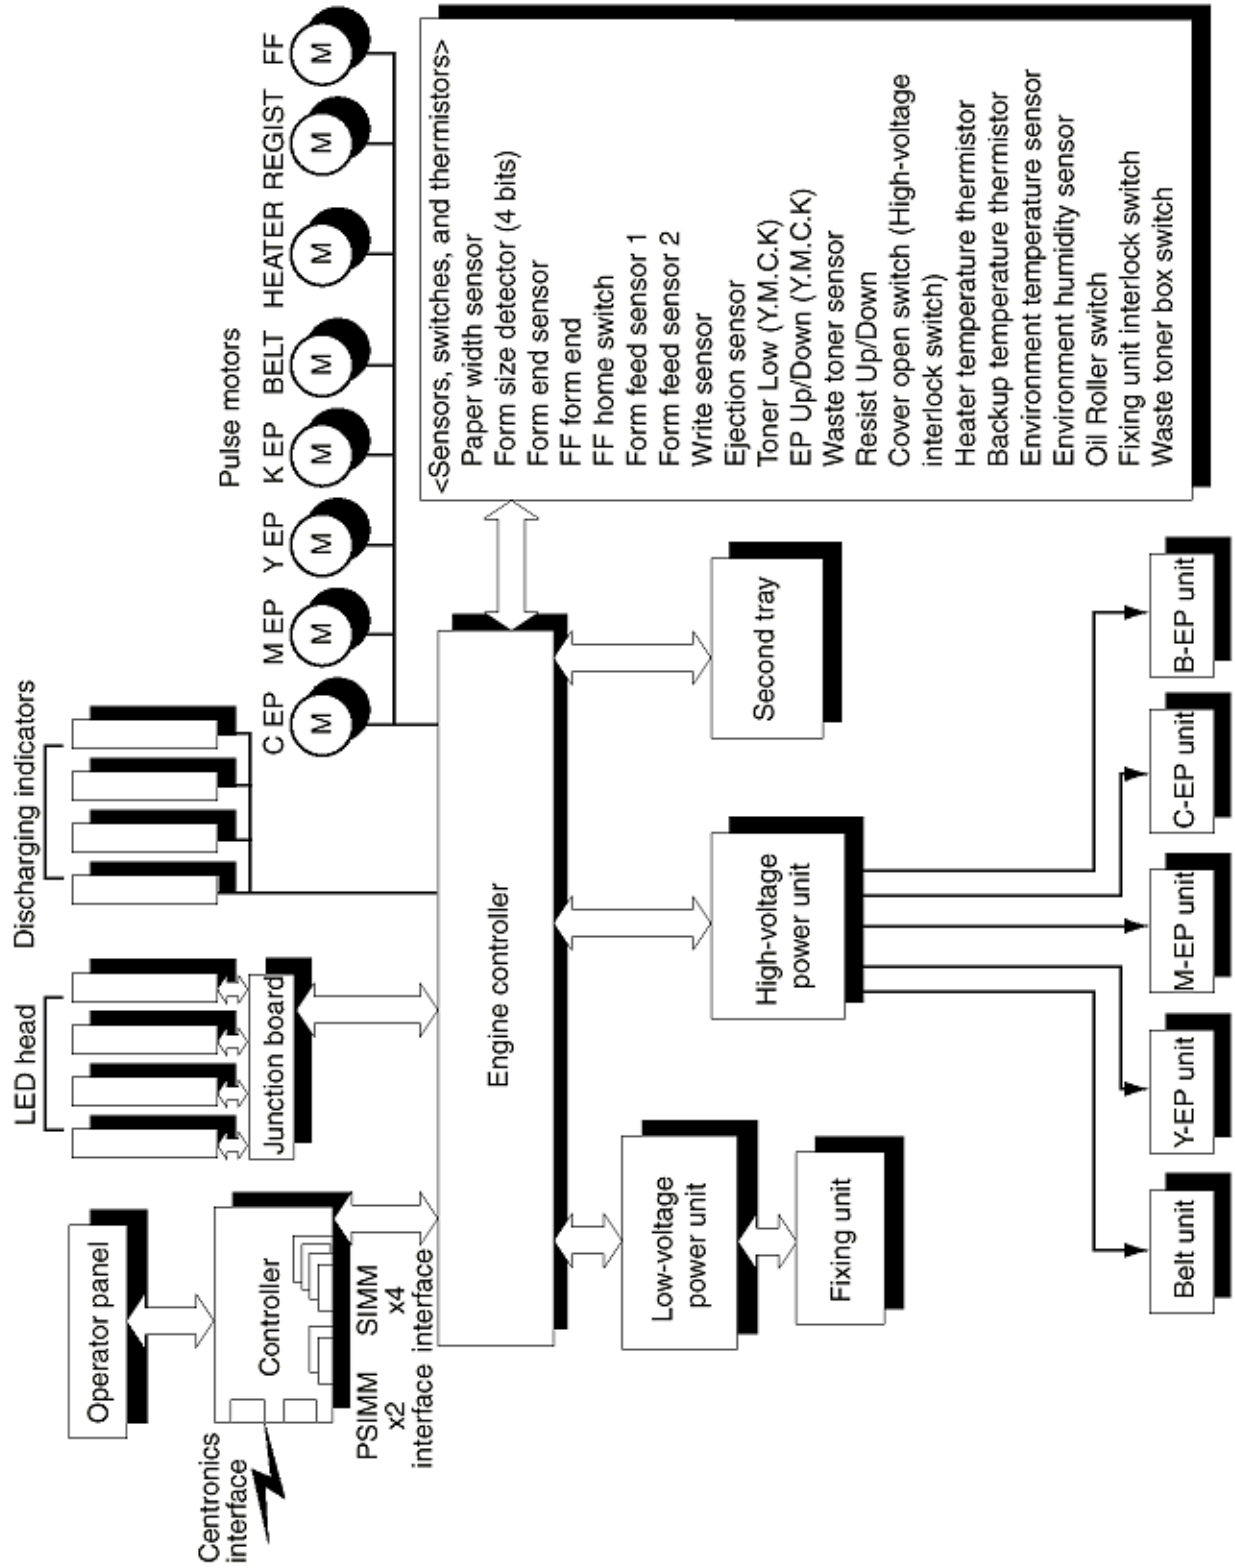 LED head
Discharging indicators
Pulse motors
C EP
M EP
Y EP
K EP
BELT
HEATER
REGIST
FF
M
M
M
M
M
M
M
M
Operator panel
Centronics
interface
Controller
PSIMM
x2
interface
SIMM
x4
interface
Junction board
Engine controller
<Sensors, switches, and thermistors>
Paper width sensor
Form size detector (4 bits)
Form end sensor
FF form end
FF home switch
Form feed sensor 1
Form feed sensor 2
Write sensor
Ejection sensor
Toner Low (Y.M.C.K)
EP Up/Down (Y.M.C.K)
Waste toner sensor
Resist Up/Down
Cover open switch (High-voltage
interlock switch)
Heater temperature thermistor
Backup temperature thermistor
Environment temperature sensor
Environment humidity sensor
Oil Roller switch
Fixing unit interlock switch
Waste toner box switch
Low-voltage
power unit
High-voltage
power unit
Second tray
Fixing unit
Belt unit
Y-EP unit
M-EP unit
C-EP unit
B-EP unit